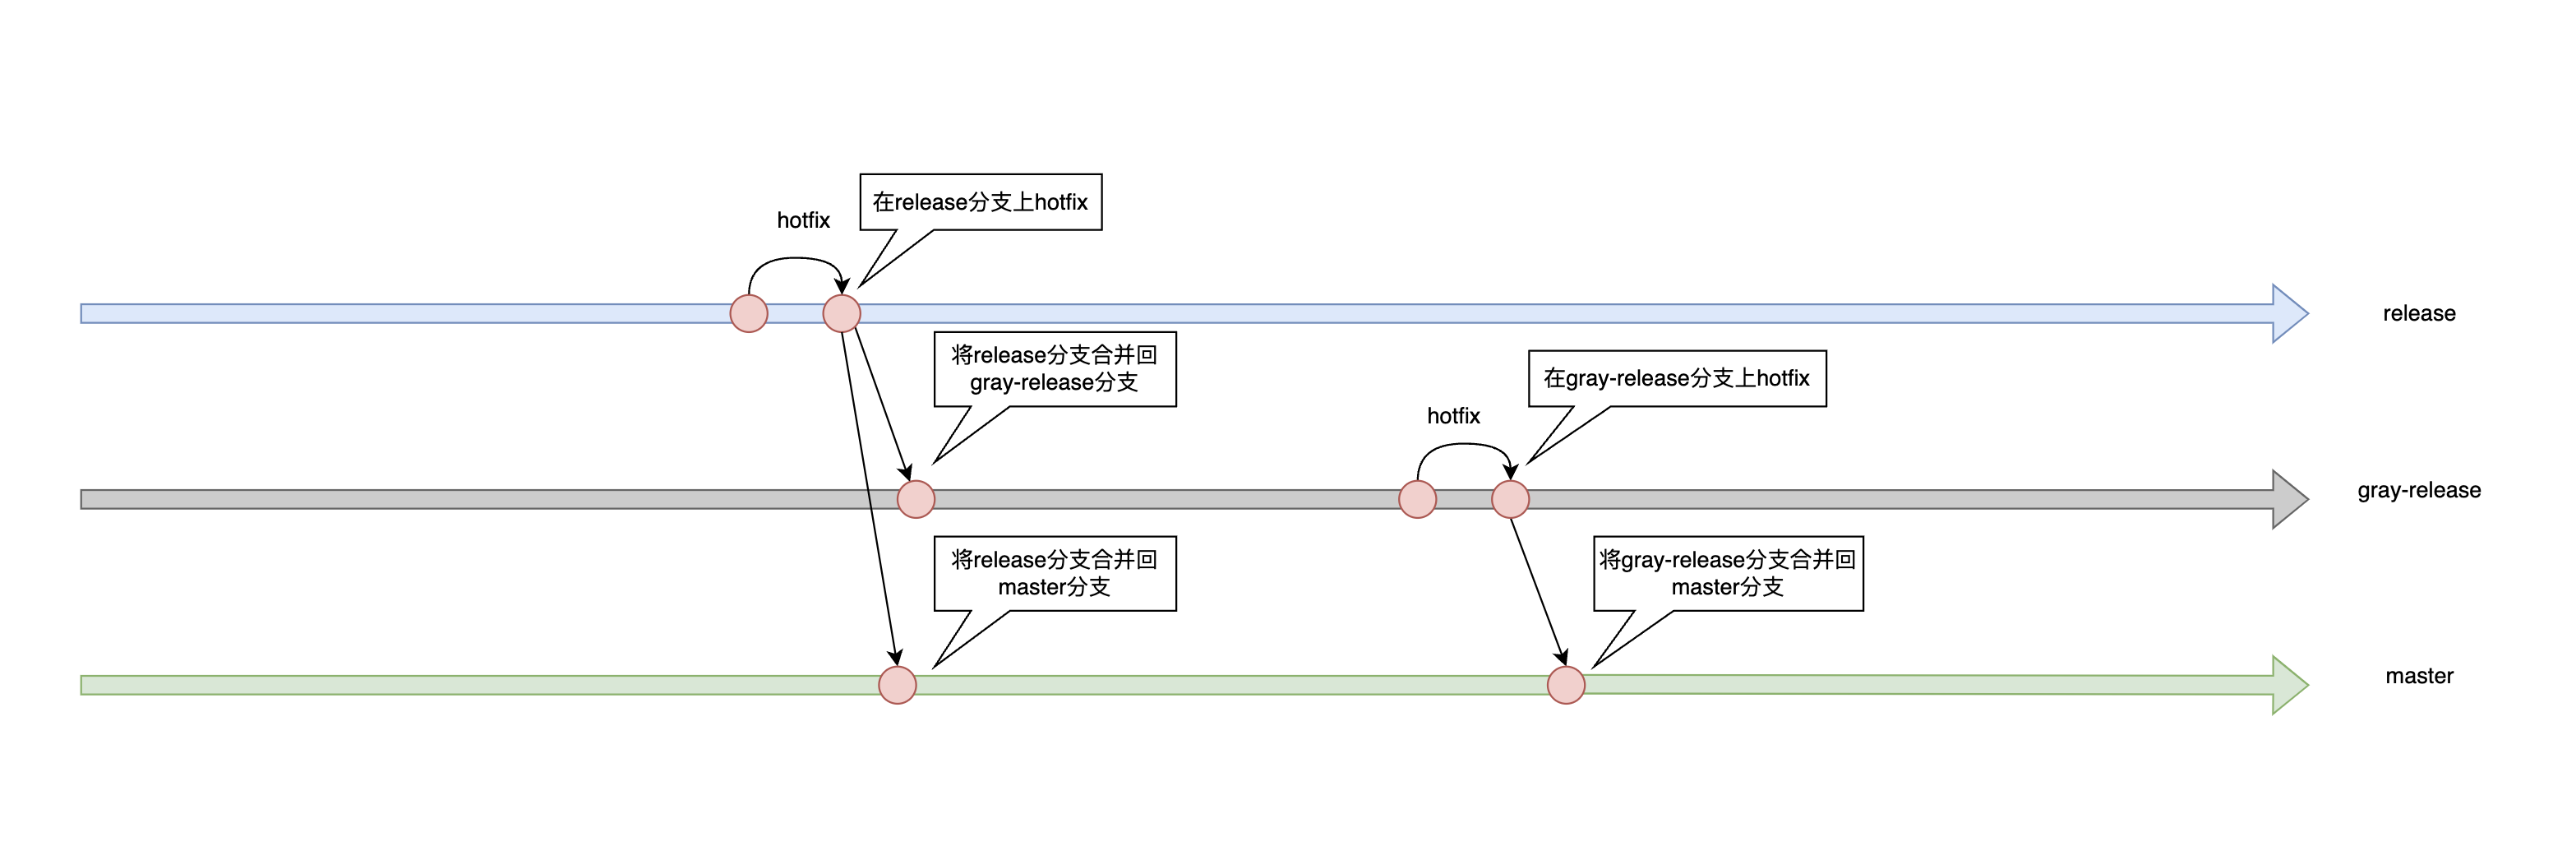 在release分支上hotfix
hotfix
release
将release分支合并回
gray-release分支
在gray-release分支上hotfix
hotfix
gray-release
将release分支合并回
master分支
将gray-release分支合并回
master分支
master